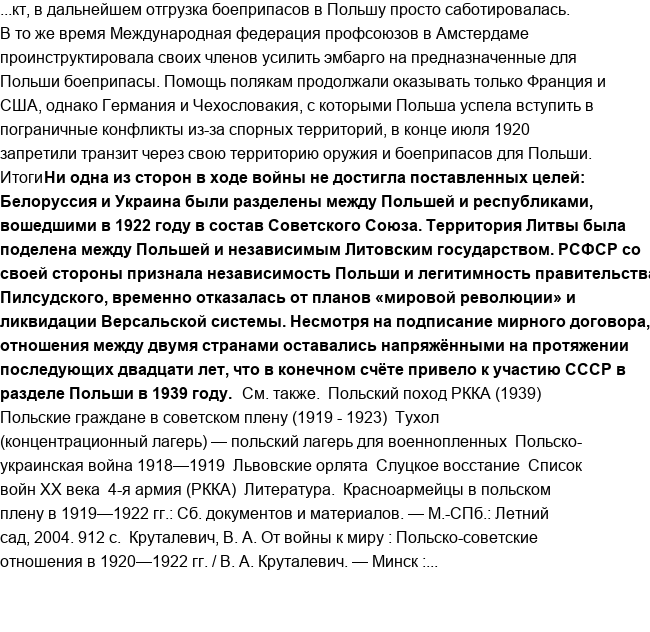 ...кт, в дальнейшем отгрузка боеприпасов в Польшу просто саботировалась.
В то же время Международная федерация профсоюзов в Амстердаме
проинструктировала своих членов усилить эмбарго на предназначенные для
Польши боеприпасы. Помощь полякам продолжали оказывать только Франция и
США, однако Германия и Чехословакия, с которыми Польша успела вступить в
пограничные конфликты из-за спорных территорий, в конце июля 1920
запретили транзит через свою территорию оружия и боеприпасов для Польши.
ИтогиНи одна из сторон в ходе войны не достигла поставленных целей:
Белоруссия и Украина были разделены между Польшей и республиками,
вошедшими в 1922 году в состав Советского Союза. Территория Литвы была
поделена между Польшей и независимым Литовским государством. РСФСР со
своей стороны признала независимость Польши и легитимность правительства
Пилсудского, временно отказалась от планов «мировой революции» и
ликвидации Версальской системы. Несмотря на подписание мирного договора,
отношения между двумя странами оставались напряжёнными на протяжении
последующих двадцати лет, что в конечном счёте привело к участию СССР в
разделе Польши в 1939 году.  См. также.  Польский поход РККА (1939)
Польские граждане в советском плену (1919 - 1923)  Тухол
(концентрационный лагерь) — польский лагерь для военнопленных  Польско-
украинская война 1918—1919  Львовские орлята  Слуцкое восстание  Список
войн XX века  4-я армия (РККА)  Литература.  Красноармейцы в польском
плену в 1919—1922 гг.: Сб. документов и материалов. — М.-СПб.: Летний
сад, 2004. 912 с.  Круталевич, В. А. От войны к миру : Польско-советские
отношения в 1920—1922 гг. / В. А. Круталевич. — Минск :...